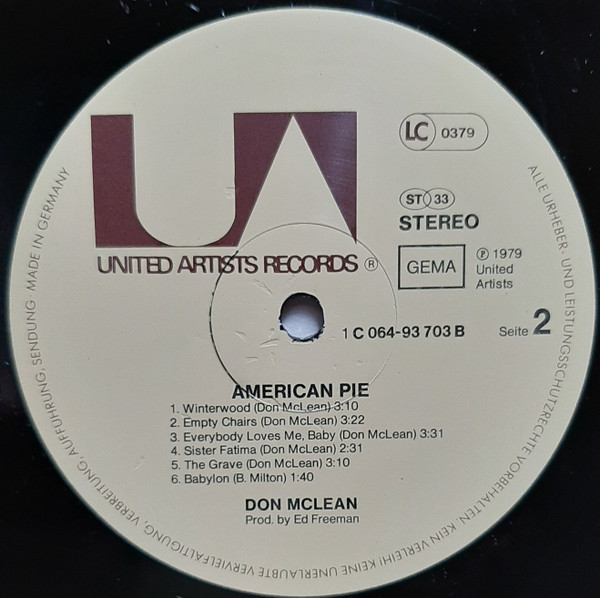 UA
UNITED ARTISTS RECORDS ®
LC 0379
ST 33
STEREO
GEMA
℗ 1979
United
Artists
1 C 064-93 703 B
Seite 2
AMERICAN PIE
1. Winterwood (Don McLean) 3:10
2. Empty Chairs (Don McLean) 3:22
3. Everybody Loves Me, Baby (Don McLean) 3:31
4. Sister Fatima (Don McLean) 2:31
5. The Grave (Don McLean) 3:10
6. Babylon (B. Milton) 1:40
DON MCLEAN
Prod. by Ed Freeman
ALLE URHEBER- UND LEISTUNGSSCHUTZRECHTE VORBEHALTEN. KEIN VERLEIH! KEINE UNERLAUBTE VERVIELFÄLTIGUNG, VERBREITUNG, AUFFÜHRUNG, SENDUNG · MADE IN GERMANY